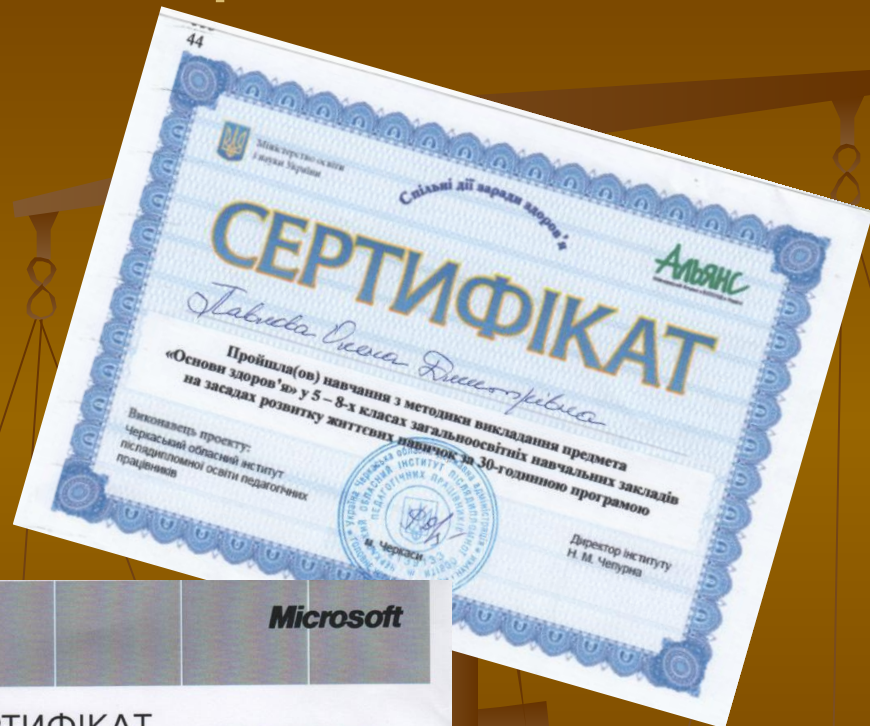 44
Міністерство освіти
і науки України
Спільні дії заради здоров'я
Альянс
СЕРТИФІКАТ
Павлова Олена Дмитрівна
Пройшла(ов) навчання з методики викладання предмета
«Основи здоров'я» у 5 – 8-х класах загальноосвітніх навчальних закладів
на засадах розвитку життєвих навичок за 30-годинною програмою
Виконавець проекту:
Черкаський обласний інститут
післядипломної освіти педагогічних
працівників
м. Черкаси
Директор інституту
Н. М. Чепурна
Microsoft
РТИФІКАТ